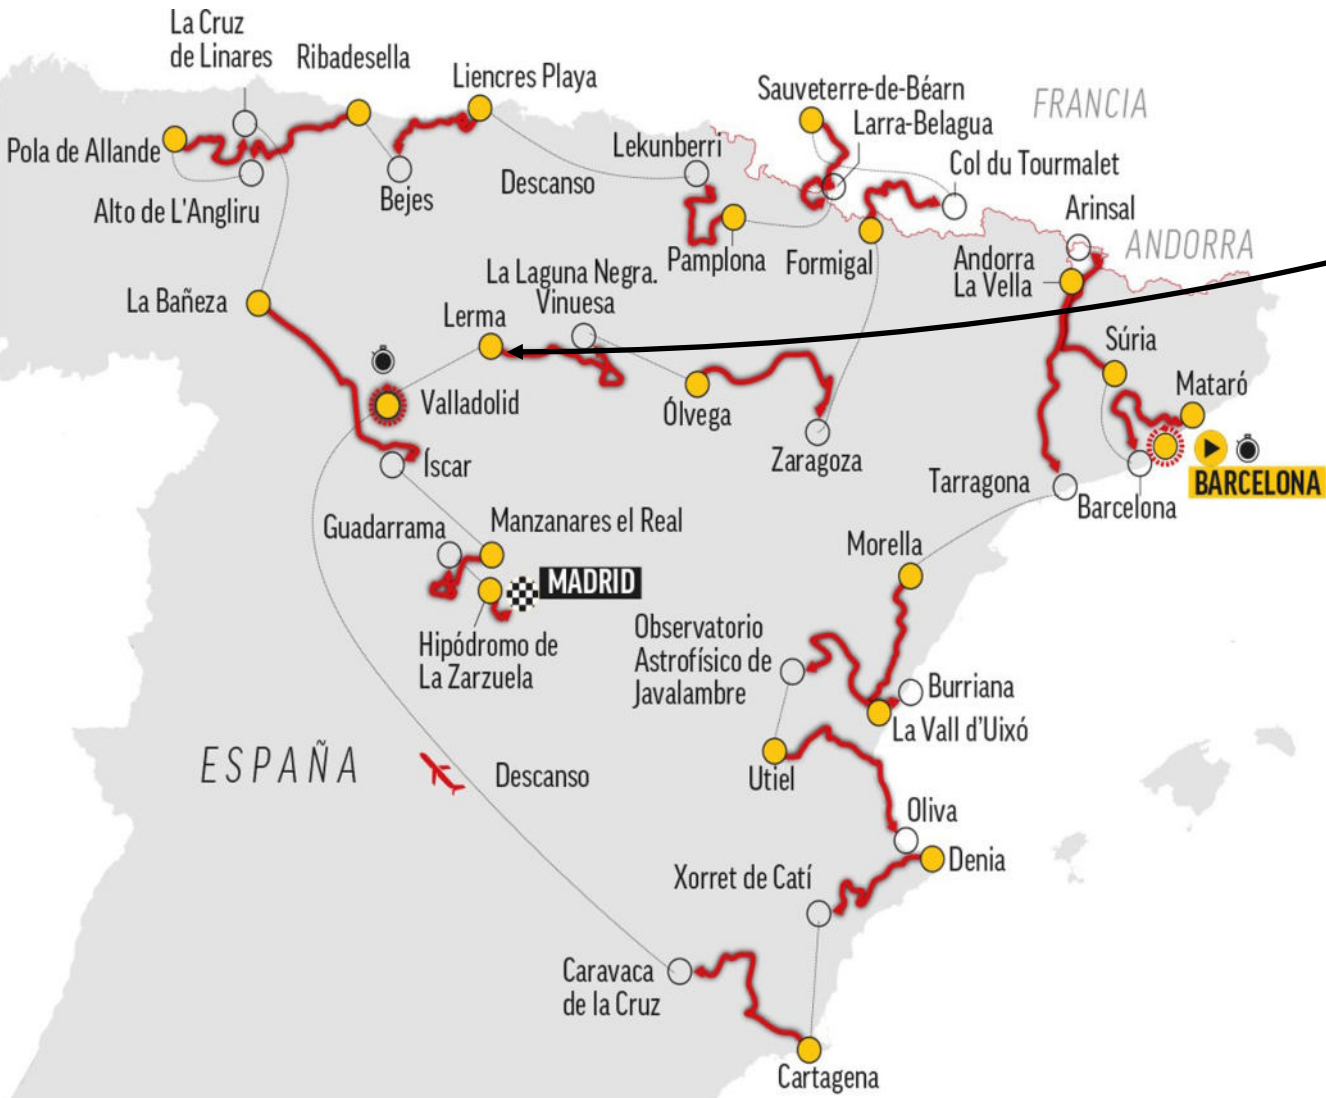 La Cruz
de Linares
Ribadesella
Liencres Playa
Sauveterre-de-Béarn
FRANCIA
Larra-Belagua
Pola de Allande
Lekunberri
Col du Tourmalet
Descanso
Bejes
Alto de L'Angliru
Arinsal
ANDORRA
Pamplona
Formigal
Andorra
La Vella
La Laguna Negra.
Vinuesa
La Bañeza
Lerma
Súria
Mataró
Valladolid
Ólvega
Zaragoza
Íscar
Tarragona
BARCELONA
Barcelona
Guadarrama
Manzanares el Real
Morella
MADRID
Hipódromo de
La Zarzuela
Observatorio
Astrofísico de
Javalambre
Burriana
La Vall d'Uixó
ESPAÑA
Descanso
Utiel
Oliva
Denia
Xorret de Catí
Caravaca
de la Cruz
Cartagena